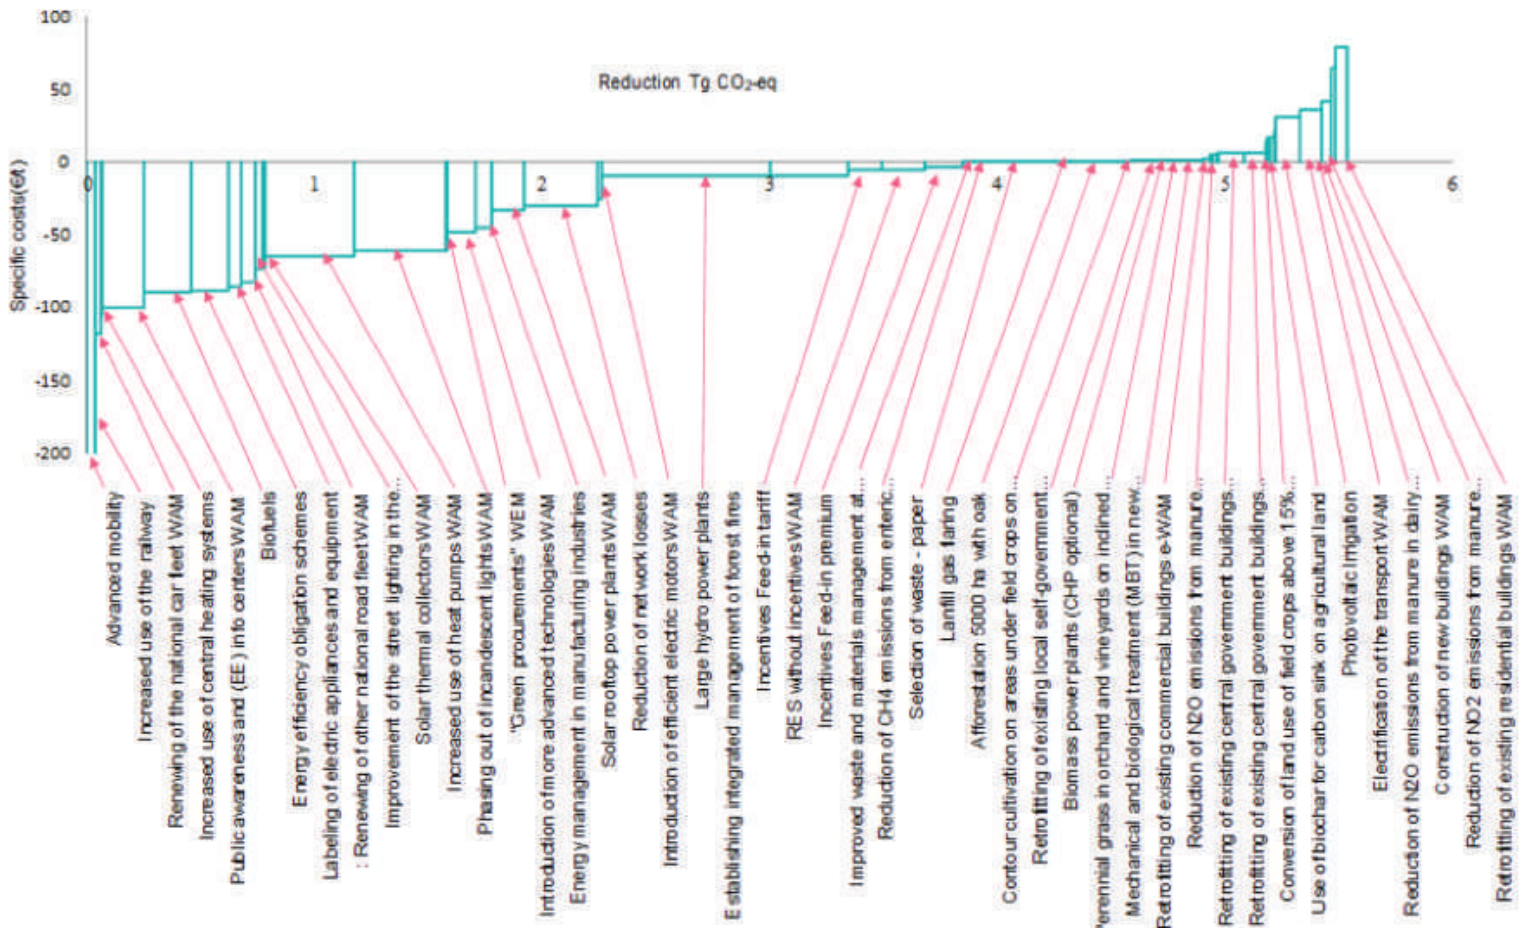 100
50
0
-50
-100
-150
-200
Specific costs(€/t)
Reduction Tg CO₂-eq
0
1
2
3
4
5
6
Advanced mobility
Increased use of the railway
Renewing of the national car fleet WAM
Increased use of central heating systems
Public awareness and (EE) info centers WAM
Biofuels
Energy efficiency obligation schemes
Labeling of electric appliances and equipment
: Renewing of other national road fleet WAM
Improvement of the street lighting in the...
Solar thermal collectors WAM
Increased use of heat pumps WAM
Phasing out of incandescent lights WAM
"Green procurements" WEM
Introduction of more advanced technologies WAM
Energy management in manufacturing industries
Solar rooftop power plants WAM
Reduction of network losses
Introduction of efficient electric motors WAM
Large hydro power plants
Establishing integrated management of forest fires
Incentives Feed-in tariff
RES without incentives WAM
Incentives Feed-in premium
Improved waste and materials management at...
Reduction of CH4 emissions from enteric...
Selection of waste - paper
Lanfill gas flaring
Afforestation 5000 ha with oak
Contour cultivation on areas under field crops on...
Retrofitting of existing local self-government...
Biomass power plants (CHP optional)
Perennial grass in orchard and vineyards on inclined...
Mechanical and biological treatment (MBT) in new...
Retrofitting of existing commercial buildings e-WAM
Reduction of N2O emissions from manure...
Retrofitting of existing central government buildings...
Retrofitting of existing central government buildings...
Conversion of land use of field crops above 15%...
Use of biochar for carbon sink on agricultural land
Photovoltaic Irrigation
Electrification of the transport WAM
Reduction of N2O emissions from manure in dairy...
Construction of new buildings WAM
Reduction of NO2 emissions from manure...
Retrofitting of existing residential buildings WAM